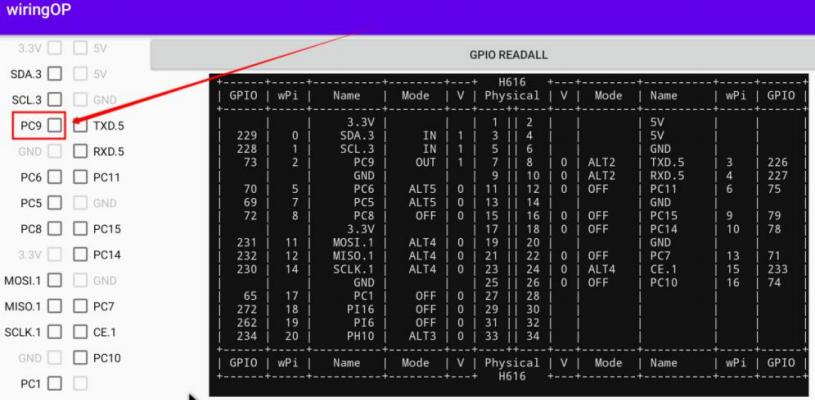 wiringOP
3.3V 5V
SDA.3 5V
SCL.3 GND
PC9 TXD.5
GND RXD.5
PC6 PC11
PC5 GND
PC8 PC15
3.3V PC14
MOSI.1 GND
MISO.1 PC7
SCLK.1 CE.1
GND PC10
PC1
GPIO READALL
+------+-----+----------+--------+---+ H616 +---+--------+----------+-----+------+
| GPIO | wPi | Name | Mode | V | Physical | V | Mode | Name | wPi | GPIO |
+------+-----+----------+--------+---+----++----+---+--------+----------+-----+------+
| | | 3.3V | | | 1 || 2 | | | 5V | | |
| 229 | 0 | SDA.3 | IN | 1 | 3 || 4 | | | 5V | | |
| 228 | 1 | SCL.3 | IN | 1 | 5 || 6 | | | GND | | |
| 73 | 2 | PC9 | OUT | 1 | 7 || 8 | 0 | ALT2 | TXD.5 | 3 | 226 |
| | | GND | | | 9 || 10 | 0 | ALT2 | RXD.5 | 4 | 227 |
| 70 | 5 | PC6 | ALT5 | 0 | 11 || 12 | 0 | OFF | PC11 | 6 | 75 |
| 69 | 7 | PC5 | ALT5 | 0 | 13 || 14 | | | GND | | |
| 72 | 8 | PC8 | OFF | 0 | 15 || 16 | 0 | OFF | PC15 | 9 | 79 |
| | | 3.3V | | | 17 || 18 | 0 | OFF | PC14 | 10 | 78 |
| 231 | 11 | MOSI.1 | ALT4 | 0 | 19 || 20 | | | GND | | |
| 232 | 12 | MISO.1 | ALT4 | 0 | 21 || 22 | 0 | OFF | PC7 | 13 | 71 |
| 230 | 14 | SCLK.1 | ALT4 | 0 | 23 || 24 | 0 | ALT4 | CE.1 | 15 | 233 |
| | | GND | | | 25 || 26 | 0 | OFF | PC10 | 16 | 74 |
| 65 | 17 | PC1 | OFF | 0 | 27 || 28 | | | | | |
| 272 | 18 | PI16 | OFF | 0 | 29 || 30 | | | | | |
| 262 | 19 | PI6 | OFF | 0 | 31 || 32 | | | | | |
| 234 | 20 | PH10 | ALT3 | 0 | 33 || 34 | | | | | |
+------+-----+----------+--------+---+----++----+---+--------+----------+-----+------+
| GPIO | wPi | Name | Mode | V | Physical | V | Mode | Name | wPi | GPIO |
+------+-----+----------+--------+---+ H616 +---+--------+----------+-----+------+